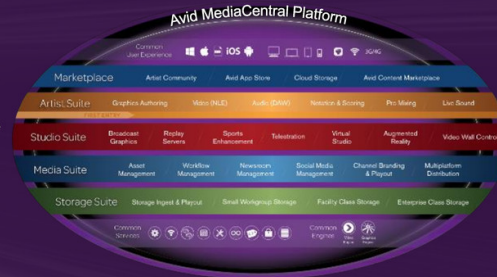 Avid MediaCentral Platform
Common User Experience iOS 3G/4G
Marketplace Artist Community Avid App Store Cloud Storage Avid Content Marketplace
Artist Suite Graphics Authoring Video (NLE) Audio (DAW) Notation & Scoring Pro Mixing Live Sound
FIRST ENTRY
Studio Suite Broadcast Graphics Replay Servers Sports Enhancement Telestration Virtual Studio Augmented Reality Video Wall Control
Media Suite Asset Management Workflow Management Newsroom Management Social Media Management Channel Branding & Playout Multiplatform Distribution
Storage Suite Storage Ingest & Playout Small Workgroup Storage Facility Class Storage Enterprise Class Storage
Common Services Common Engines